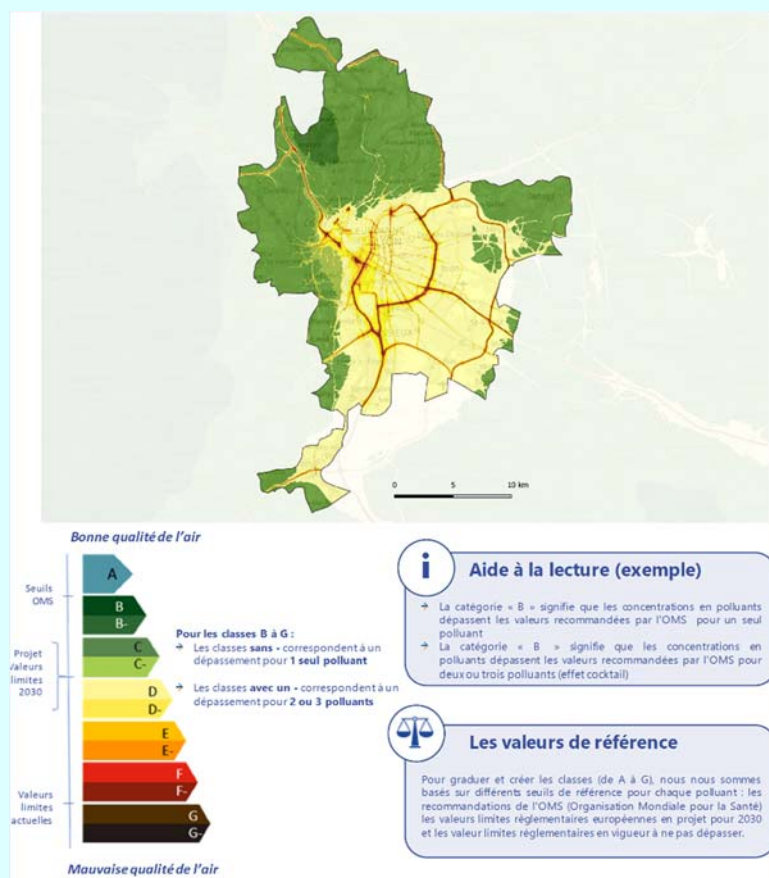 0 5 10 km
Bonne qualité de l'air
A
B
B-
C
C-
D
D-
E
E-
F
F-
G
G-
Mauvaise qualité de l'air
Seuils
OMS
Projet
Valeurs
limites
2030
Valeurs
limites
actuelles
Pour les classes B à G :
→ Les classes sans - correspondent à un
dépassement pour 1 seul polluant
→ Les classes avec un - correspondent à un
dépassement pour 2 ou 3 polluants
i
Aide à la lecture (exemple)
→ La catégorie « B » signifie que les concentrations en polluants
dépassent les valeurs recommandées par l'OMS pour un seul
polluant
→ La catégorie « B » signifie que les concentrations en
polluants dépassent les valeurs recommandées par l'OMS pour
deux ou trois polluants (effet cocktail)
Les valeurs de référence
Pour graduer et créer les classes (de A à G), nous nous sommes
basés sur différents seuils de référence pour chaque polluant : les
recommandations de l'OMS (Organisation Mondiale pour la Santé)
les valeurs limites règlementaires européennes en projet pour 2030
et les valeur limites réglementaires en vigueur à ne pas dépasser.